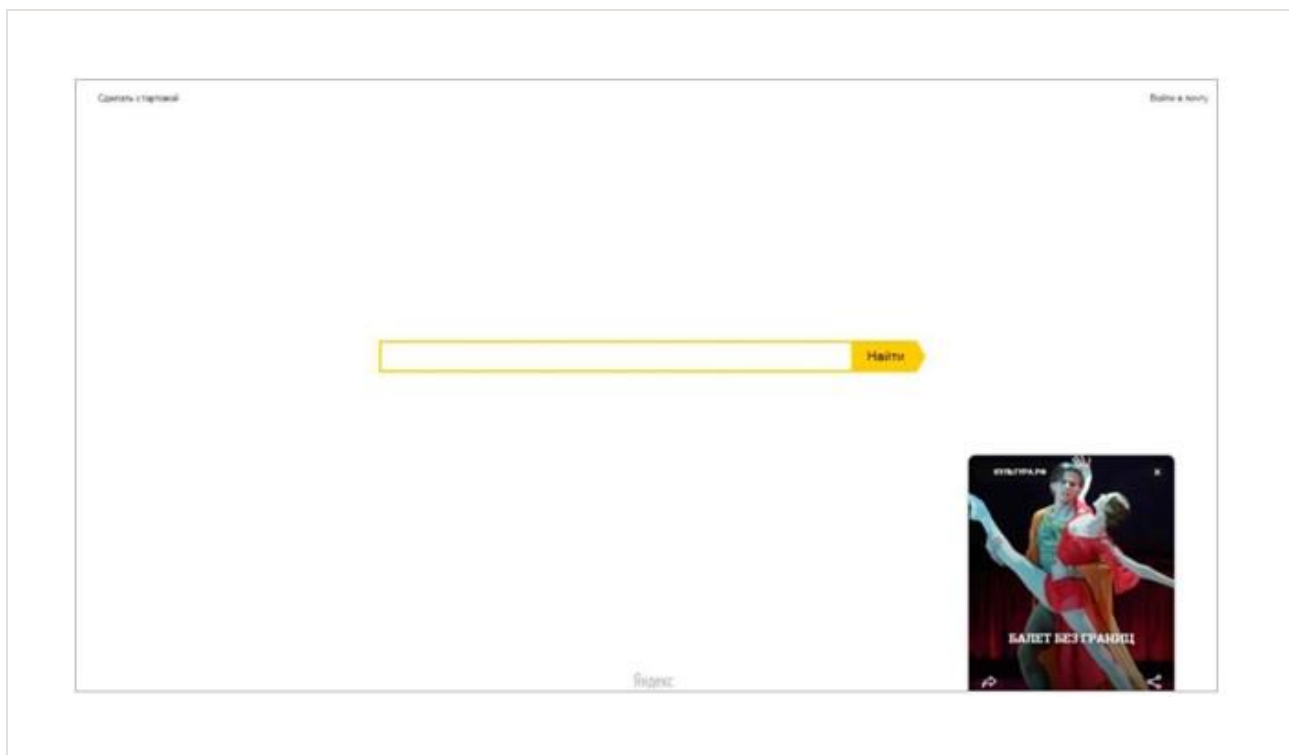 Сделать стартовой
Войти в почту
Найти
КУЛЬТУРА.РФ
БАЛЕТ БЕЗ ГРАНИЦ
Яндекс